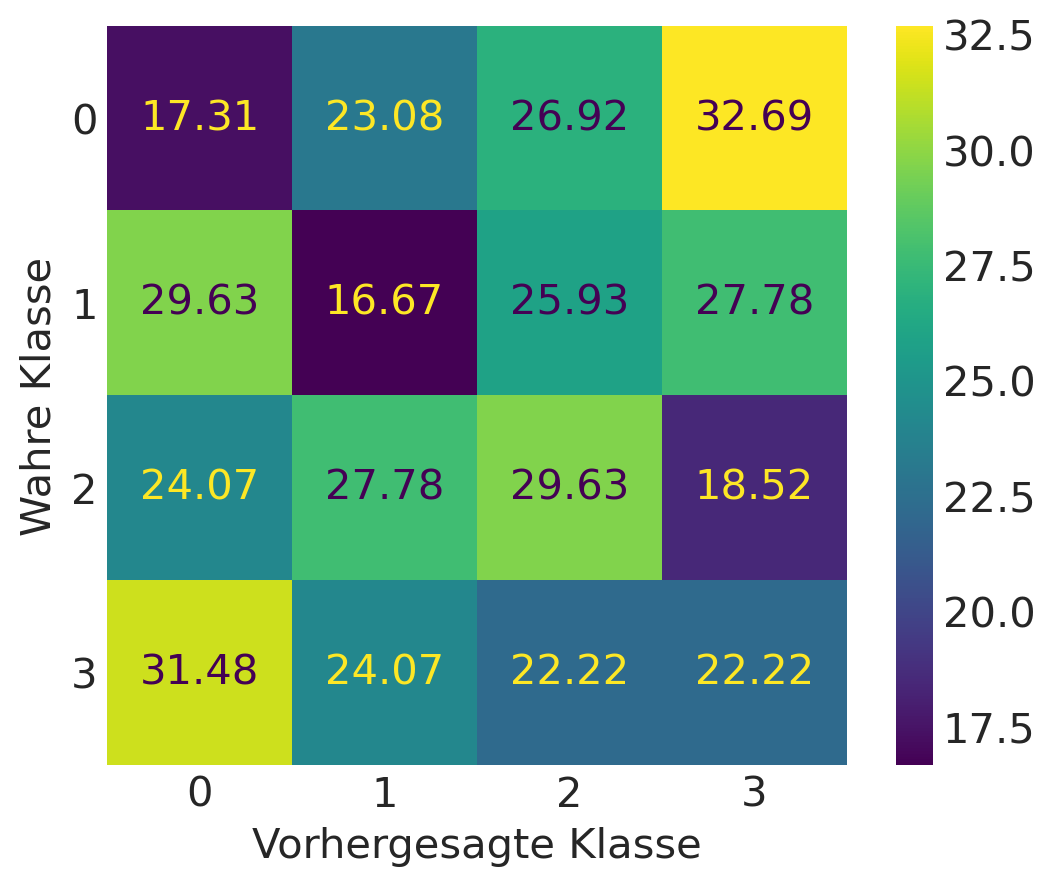 0 17.31 23.08 26.92 32.69
1 29.63 16.67 25.93 27.78
2 24.07 27.78 29.63 18.52
3 31.48 24.07 22.22 22.22
0 1 2 3
Vorhergesagte Klasse
Wahre Klasse
32.5
30.0
27.5
25.0
22.5
20.0
17.5